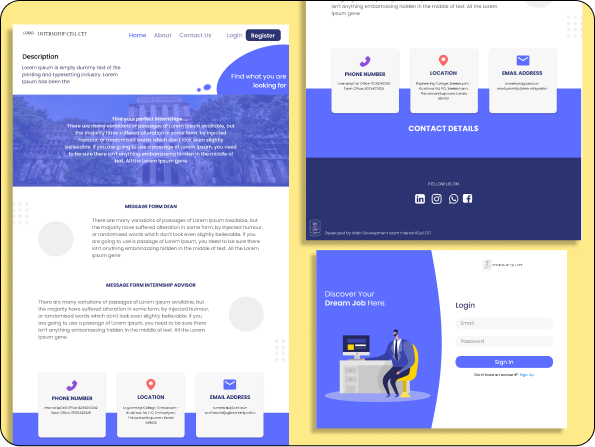 LOGO INTERNSHIP CELL CET
Home About Contact Us Login Register
Description
Lorem Ipsum is simply dummy text of the
printing and typesetting industry. Lorem
Ipsum has been the
Find what you are
looking for
Find your perfect Internships
There are many variations of passages of Lorem Ipsum available, but
the majority have suffered alteration in some form, by injected
humour, or randomised words which don't look even slightly
believable. If you are going to use a passage of Lorem Ipsum, you need
to be sure there isn't anything embarrassing hidden in the middle of
text. All the Lorem Ipsum gene
MESSAGE FORM DEAN
There are many variations of passages of Lorem Ipsum available, but the
majority have suffered alteration in some form, by injected humour,
or randomised words which don't look even slightly believable. If you
are going to use a passage of Lorem Ipsum, you need to be sure there
isn't anything embarrassing hidden in the middle of text. All the Lorem
Ipsum gene
MESSAGE FORM INTERNSHIP ADVISOR
There are many variations of passages of Lorem Ipsum available, but the
majority have suffered alteration in some form, by injected humour,
or randomised words which don't look even slightly believable. If you
are going to use a passage of Lorem Ipsum, you need to be sure there
isn't anything embarrassing hidden in the middle of text. All the Lorem
Ipsum gene
PHONE NUMBER
LOCATION
EMAIL ADDRESS
isn't anything embarrassing hidden in the middle of text. All the Lorem
Ipsum gene
PHONE NUMBER
LOCATION
EMAIL ADDRESS
CONTACT DETAILS
FOLLOW US ON
Developed by Web Development team Internship Cell CET
INTERNSHIP CELL CET
Discover Your
Dream Job Here.
Login
Email
Password
Sign In
Don't have an account? Sign up